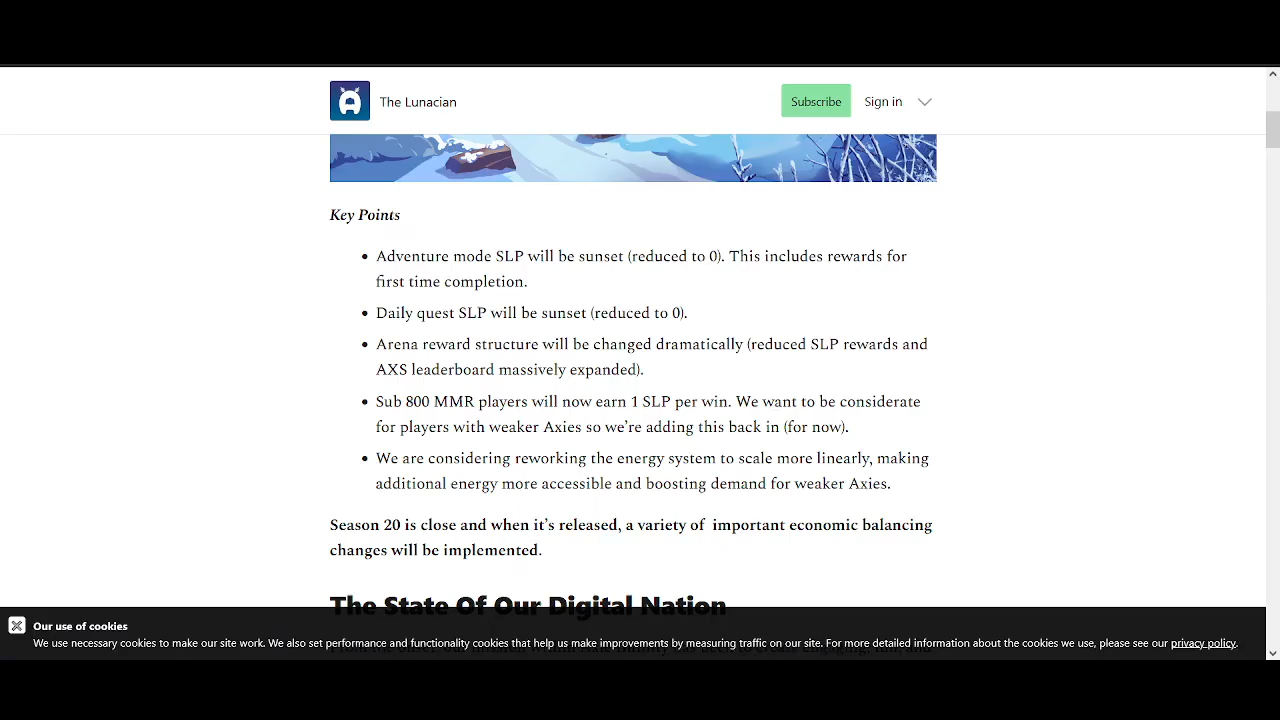 The Lunacian
Subscribe
Sign in
Key Points
• Adventure mode SLP will be sunset (reduced to 0). This includes rewards for
first time completion.
• Daily quest SLP will be sunset (reduced to 0).
• Arena reward structure will be changed dramatically (reduced SLP rewards and
AXS leaderboard massively expanded).
• Sub 800 MMR players will now earn 1 SLP per win. We want to be considerate
for players with weaker Axies so we’re adding this back in (for now).
• We are considering reworking the energy system to scale more linearly, making
additional energy more accessible and boosting demand for weaker Axies.
Season 20 is close and when it’s released, a variety of important economic balancing
changes will be implemented.
The State Of Our Digital Nation
Our use of cookies
We use necessary cookies to make our site work. We also set performance and functionality cookies that help us make improvements by measuring traffic on our site. For more detailed information about the cookies we use, please see our privacy policy.